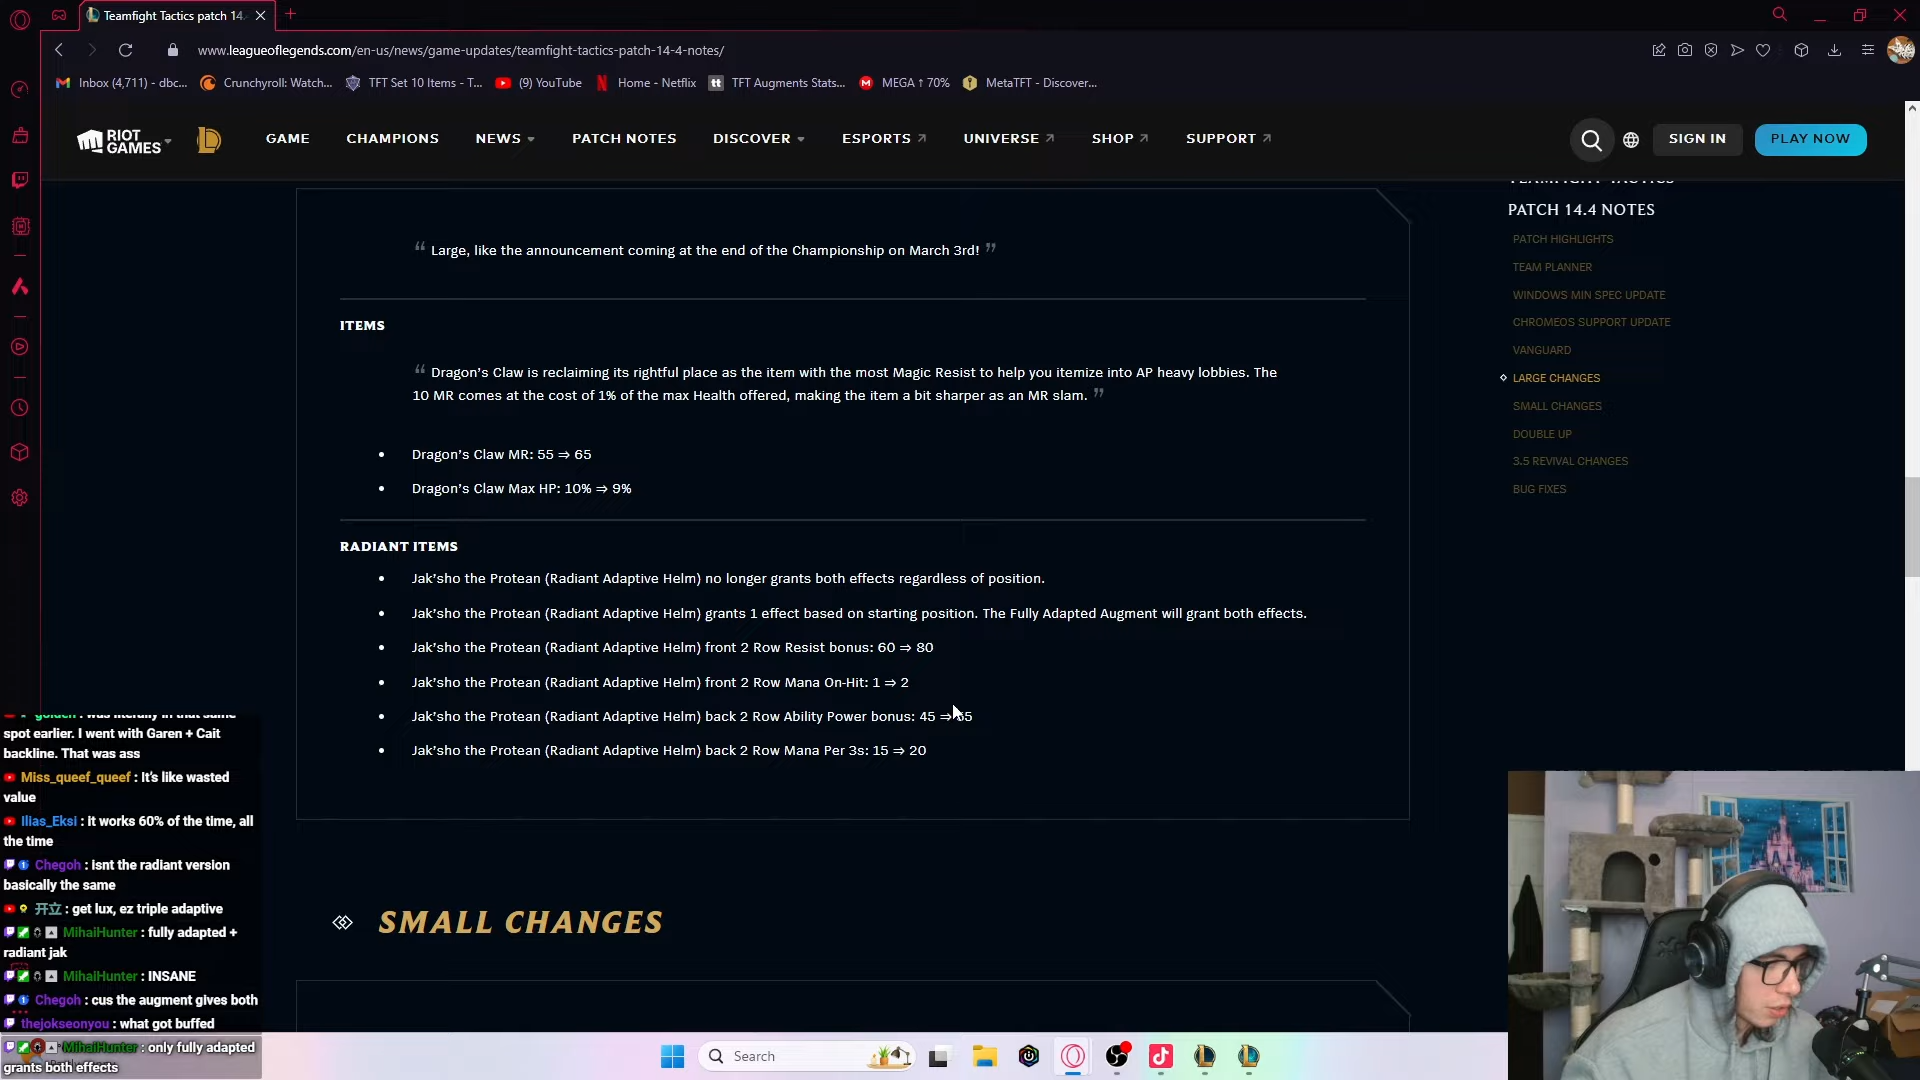 Teamfight Tactics patch 14
www.leagueoflegends.com/en-us/news/game-updates/teamfight-tactics-patch-14-4-notes/
Inbox (4,711) - dbc... Crunchyroll: Watch... TFT Set 10 Items - T... (9) YouTube Home - Netflix tt TFT Augments Stats... MEGA ↑ 70% MetaTFT - Discover...
RIOT GAMES GAME CHAMPIONS NEWS PATCH NOTES DISCOVER ESPORTS UNIVERSE SHOP SUPPORT SIGN IN PLAY NOW
TEAMFIGHT TACTICS
PATCH 14.4 NOTES
PATCH HIGHLIGHTS
TEAM PLANNER
WINDOWS MIN SPEC UPDATE
CHROMEOS SUPPORT UPDATE
VANGUARD
LARGE CHANGES
SMALL CHANGES
DOUBLE UP
3.5 REVIVAL CHANGES
BUG FIXES
“ Large, like the announcement coming at the end of the Championship on March 3rd! ”
ITEMS
“ Dragon's Claw is reclaiming its rightful place as the item with the most Magic Resist to help you itemize into AP heavy lobbies. The
10 MR comes at the cost of 1% of the max Health offered, making the item a bit sharper as an MR slam. ”
• Dragon's Claw MR: 55 ⇒ 65
• Dragon's Claw Max HP: 10% ⇒ 9%
RADIANT ITEMS
• Jak'sho the Protean (Radiant Adaptive Helm) no longer grants both effects regardless of position.
• Jak'sho the Protean (Radiant Adaptive Helm) grants 1 effect based on starting position. The Fully Adapted Augment will grant both effects.
• Jak'sho the Protean (Radiant Adaptive Helm) front 2 Row Resist bonus: 60 ⇒ 80
• Jak'sho the Protean (Radiant Adaptive Helm) front 2 Row Mana On-Hit: 1 ⇒ 2
• Jak'sho the Protean (Radiant Adaptive Helm) back 2 Row Ability Power bonus: 45 ⇒
• Jak'sho the Protean (Radiant Adaptive Helm) back 2 Row Mana Per 3s: 15 ⇒ 20
SMALL CHANGES
golden : was literally in that same
spot earlier. I went with Garen + Cait
backline. That was ass
Miss_queef_queef : It's like wasted
value
Ilias_Eksi : it works 60% of the time, all
the time
Chegoh : isnt the radiant version
basically the same
开立 : get lux, ez triple adaptive
MihaiHunter : fully adapted +
radiant jak
MihaiHunter : INSANE
Chegoh : cus the augment gives both
thejokseonyou : what got buffed
MihaiHunter : only fully adapted
grants both effects
Search